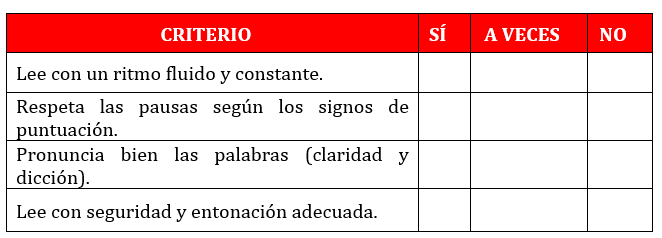 CRITERIO SÍ A VECES NO
Lee con un ritmo fluido y constante.
Respeta las pausas según los signos de
puntuación.
Pronuncia bien las palabras (claridad y
dicción).
Lee con seguridad y entonación adecuada.